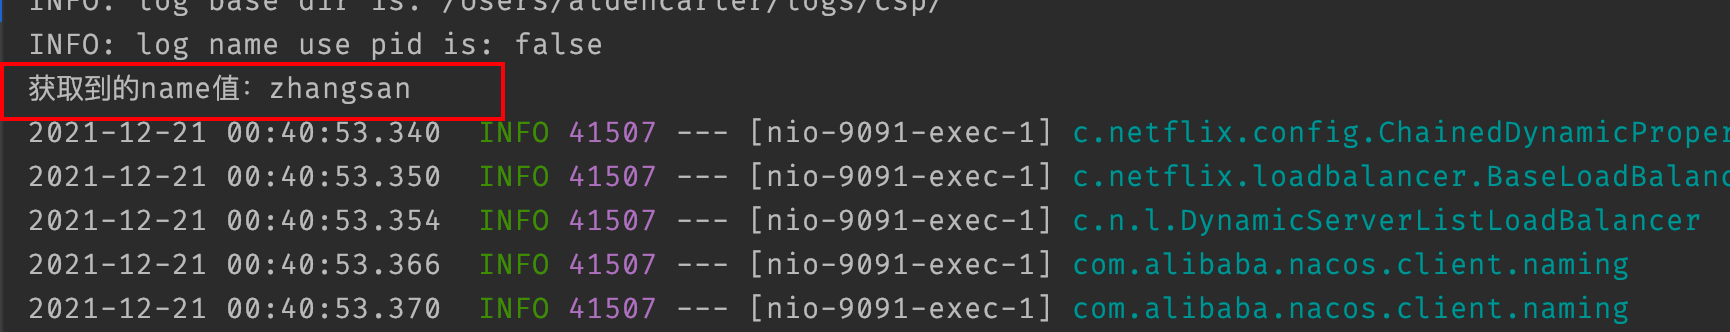 INFO: log base dir is: /Users/aldencarter/logs/csp/
INFO: log name use pid is: false
获取到的name值：zhangsan
2021-12-21 00:40:53.340  INFO 41507 --- [nio-9091-exec-1] c.netflix.config.ChainedDynamicProper
2021-12-21 00:40:53.350  INFO 41507 --- [nio-9091-exec-1] c.netflix.loadbalancer.BaseLoadBalanc
2021-12-21 00:40:53.354  INFO 41507 --- [nio-9091-exec-1] c.n.l.DynamicServerListLoadBalancer
2021-12-21 00:40:53.366  INFO 41507 --- [nio-9091-exec-1] com.alibaba.nacos.client.naming
2021-12-21 00:40:53.370  INFO 41507 --- [nio-9091-exec-1] com.alibaba.nacos.client.naming